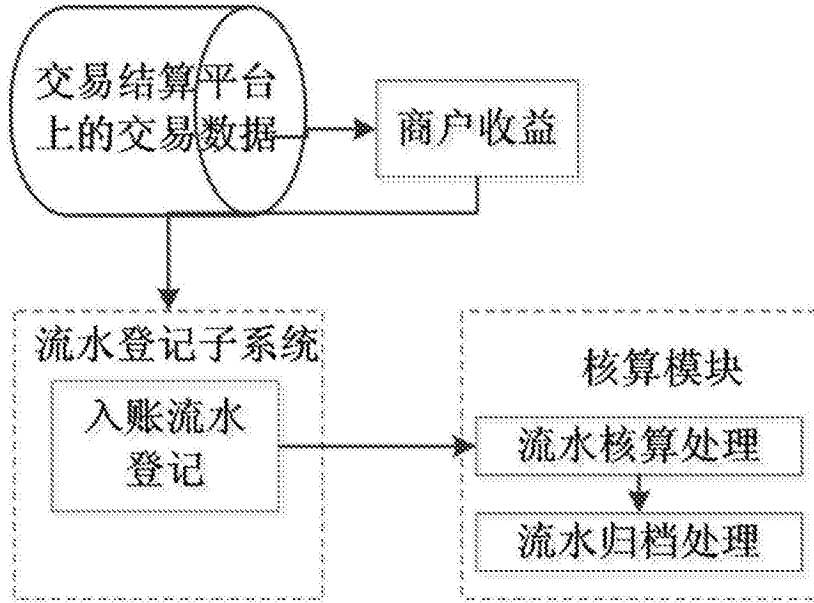 交易结算平台
上的交易数据
商户收益
流水登记子系统
入账流水
登记
核算模块
流水核算处理
流水归档处理